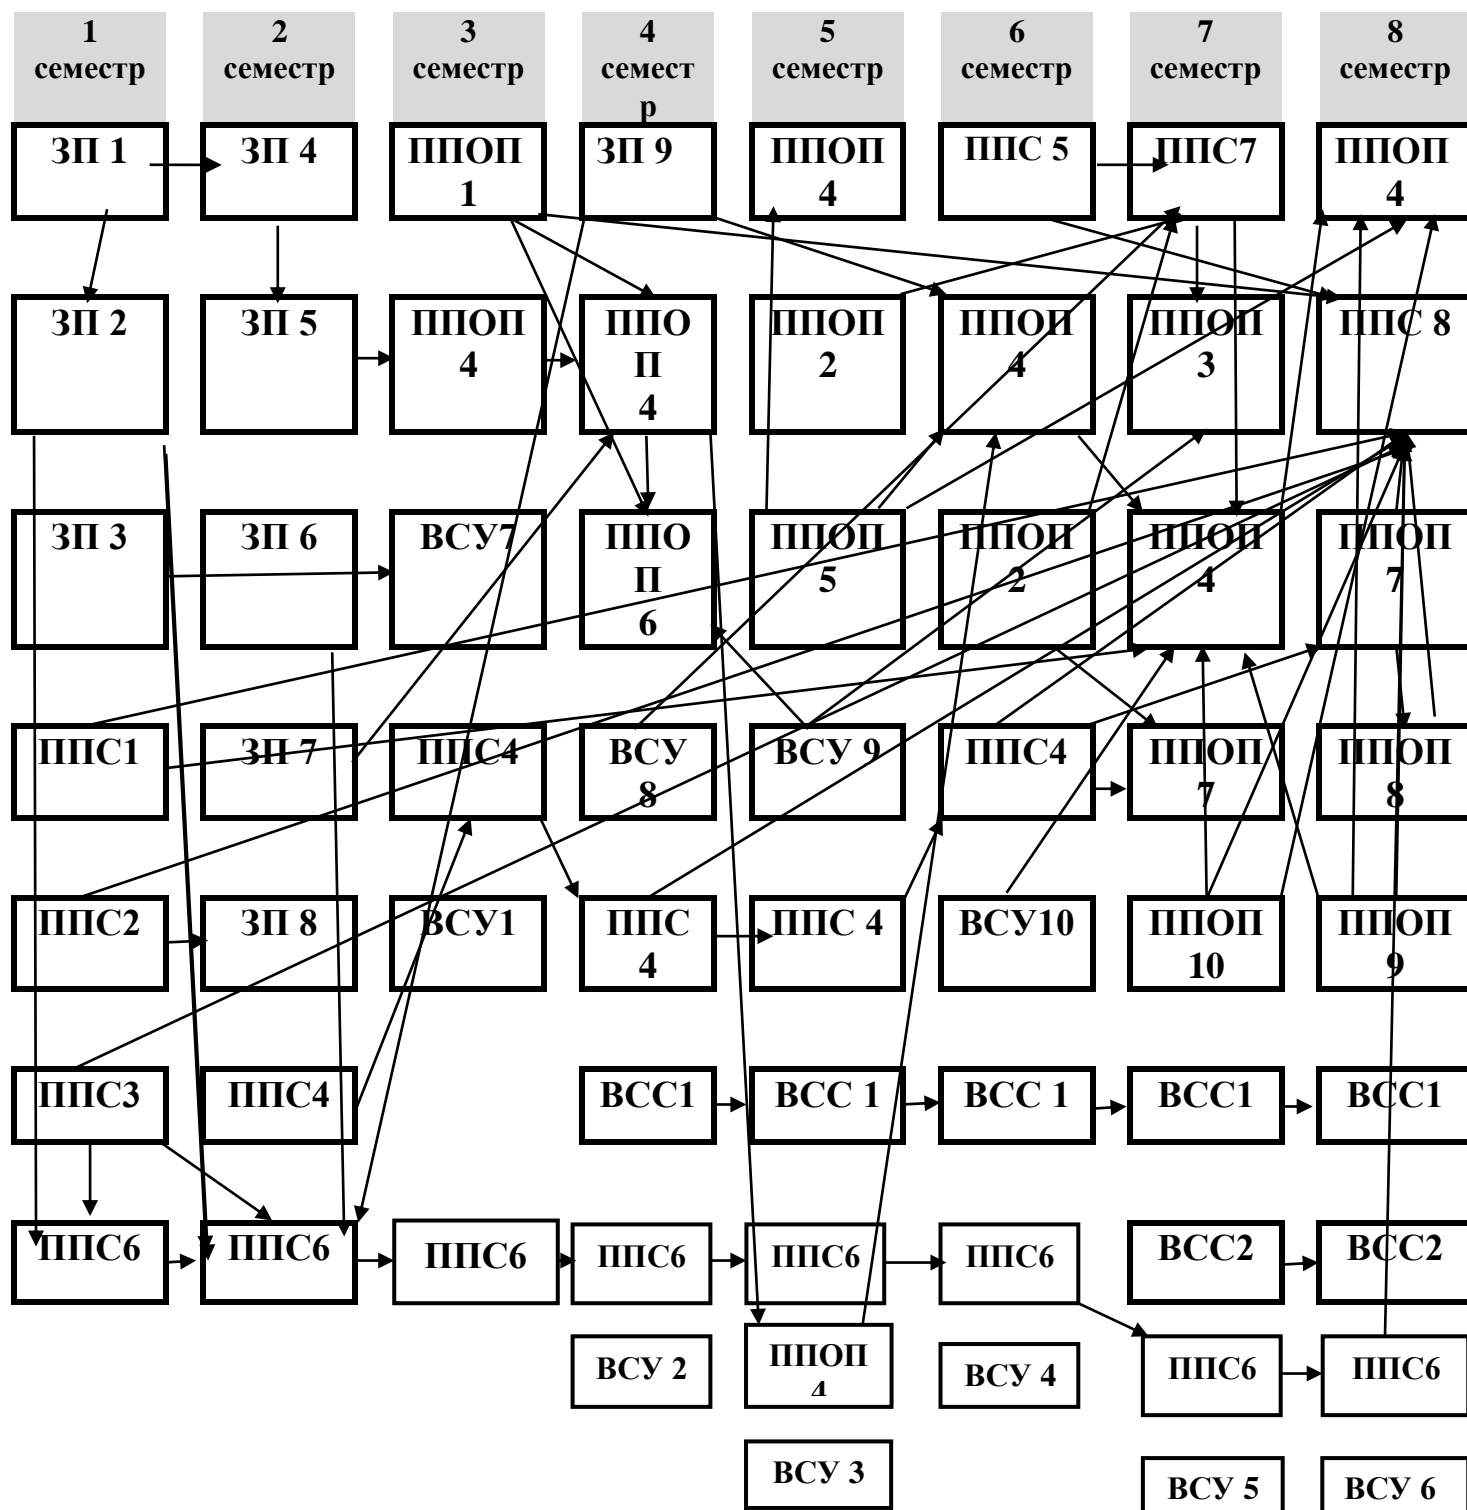 1
семестр
2
семестр
3
семестр
4
семест
р
5
семестр
6
семестр
7
семестр
8
семестр
ЗП 1
ЗП 4
ППОП
1
ЗП 9
ППОП
4
ППС 5
ППС7
ППОП
4
ЗП 2
ЗП 5
ППОП
4
ППО
П
4
ППОП
2
ППОП
4
ППОП
3
ППС 8
ЗП 3
ЗП 6
ВСУ7
ППО
П
6
ППОП
5
ППОП
2
ППОП
4
ППОП
7
ППС1
ЗП 7
ППС4
ВСУ
8
ВСУ 9
ППС4
ППОП
7
ППОП
8
ППС2
ЗП 8
ВСУ1
ППС
4
ППС 4
ВСУ10
ППОП
10
ППОП
9
ППС3
ППС4
ВСС1
ВСС 1
ВСС 1
ВСС1
ВСС1
ППС6
ППС6
ППС6
ППС6
ППС6
ППС6
ВСС2
ВСС2
ВСУ 2
ППОП
4
ВСУ 4
ППС6
ППС6
ВСУ 3
ВСУ 5
ВСУ 6